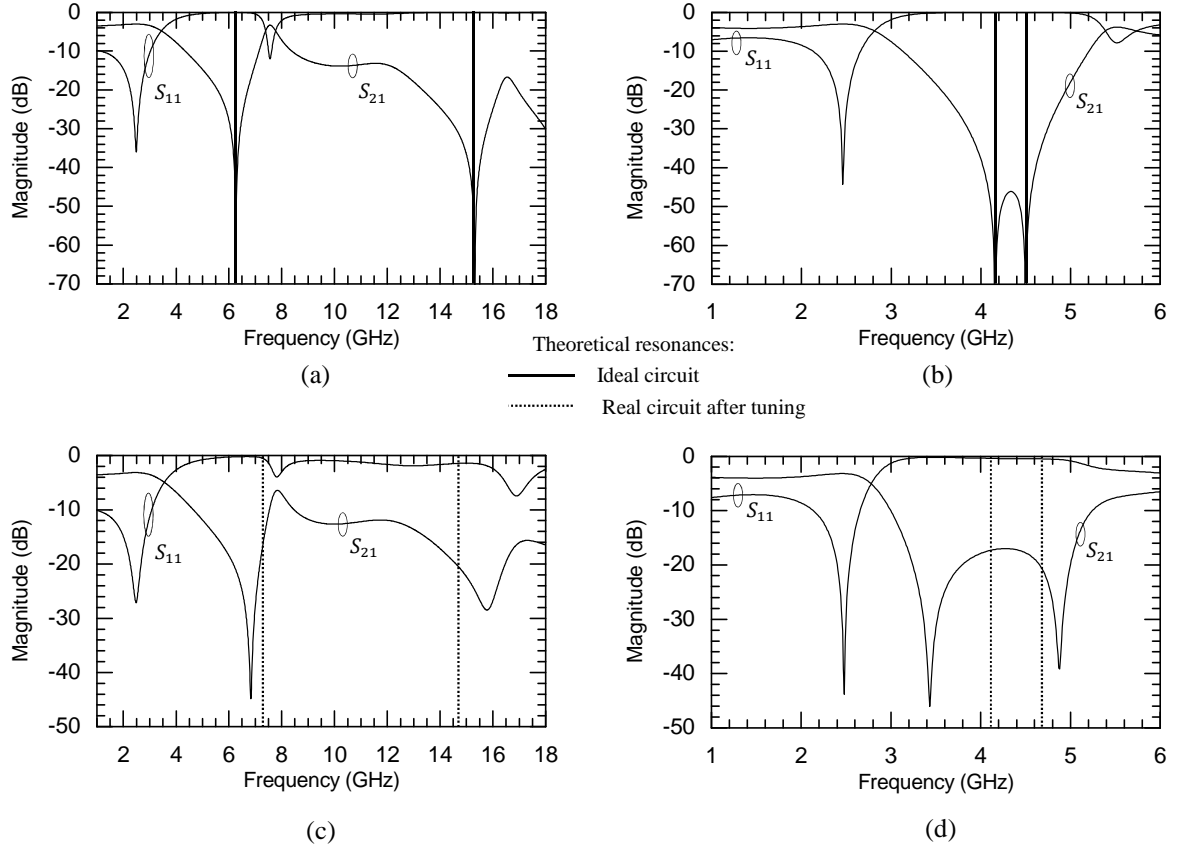 0
-10
-20
-30
-40
-50
-60
-70
Magnitude (dB)
S11
S21
2 4 6 8 10 12 14 16 18
Frequency (GHz)
(a)
0
-10
-20
-30
-40
-50
-60
-70
Magnitude (dB)
S11
S21
1 2 3 4 5 6
Frequency (GHz)
(b)
Theoretical resonances:
Ideal circuit
Real circuit after tuning
0
-10
-20
-30
-40
-50
Magnitude (dB)
S11
S21
2 4 6 8 10 12 14 16 18
Frequency (GHz)
(c)
0
-10
-20
-30
-40
-50
Magnitude (dB)
S11
S21
1 2 3 4 5 6
Frequency (GHz)
(d)